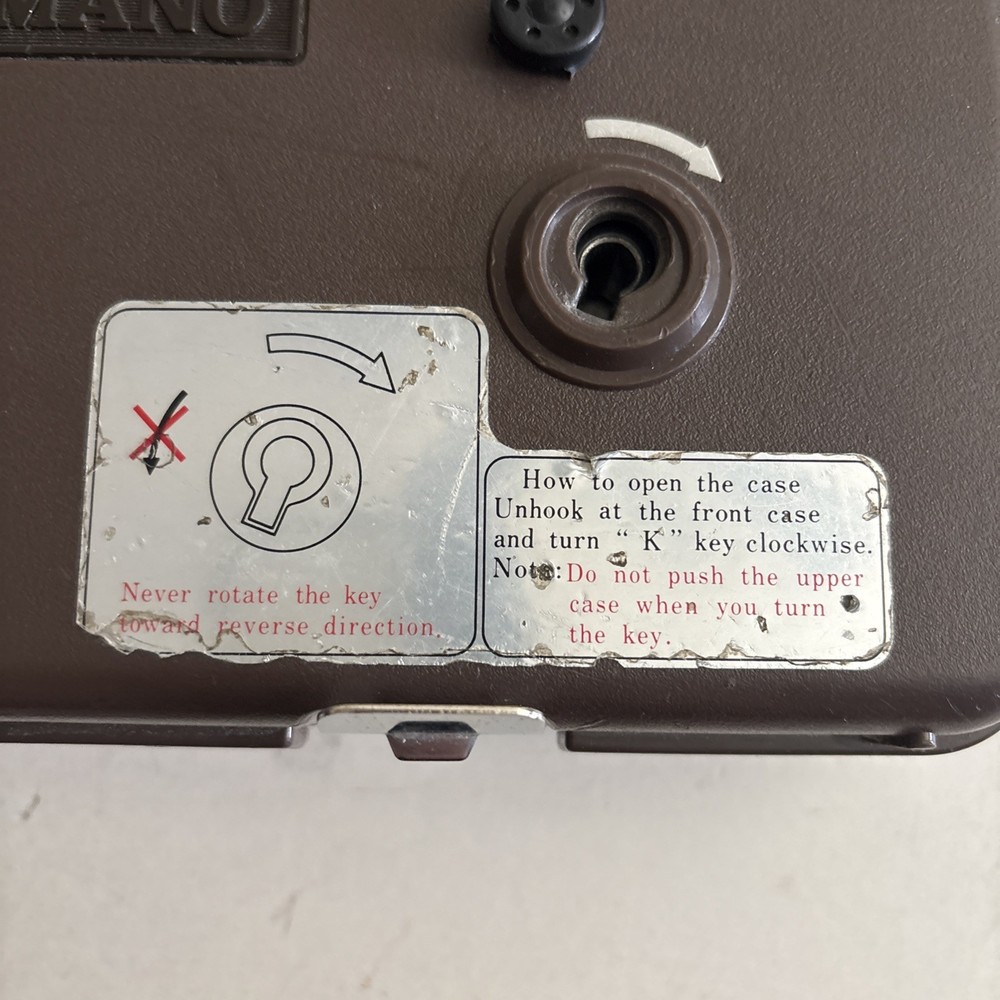 MANO
Never rotate the key
toward reverse direction.
How to open the case
Unhook at the front case
and turn “ K ” key clockwise.
Note: Do not push the upper
case when you turn
the key.